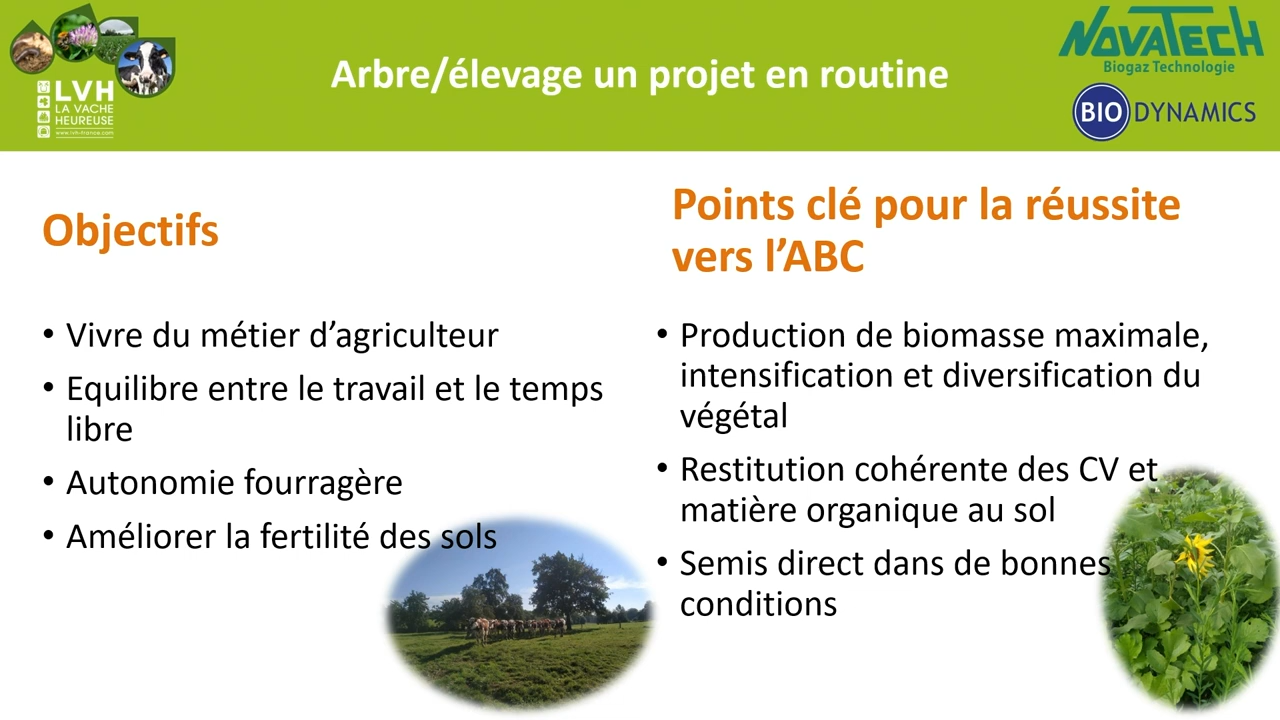 Arbre/élevage un projet en routine
LVH
LA VACHE
HEUREUSE
www.lvh-france.com
NOVATECH
Biogaz Technologie
BIO DYNAMICS
Objectifs
• Vivre du métier d’agriculteur
• Equilibre entre le travail et le temps
libre
• Autonomie fourragère
• Améliorer la fertilité des sols
Points clé pour la réussite
vers l’ABC
• Production de biomasse maximale,
intensification et diversification du
végétal
• Restitution cohérente des CV et
matière organique au sol
• Semis direct dans de bonnes
conditions